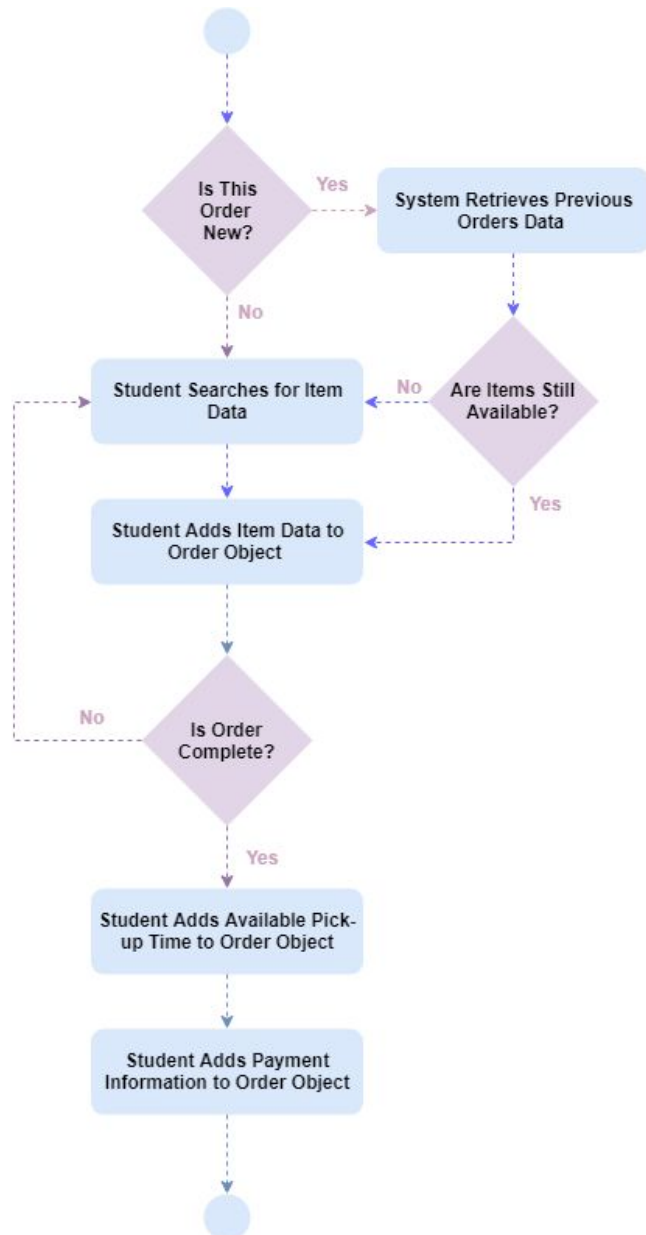 Is This
Order
New?
Yes
System Retrieves Previous
Orders Data
No
Student Searches for Item
Data
No
Are Items Still
Available?
Yes
Student Adds Item Data to
Order Object
No
Is Order
Complete?
Yes
Student Adds Available Pick-
up Time to Order Object
Student Adds Payment
Information to Order Object